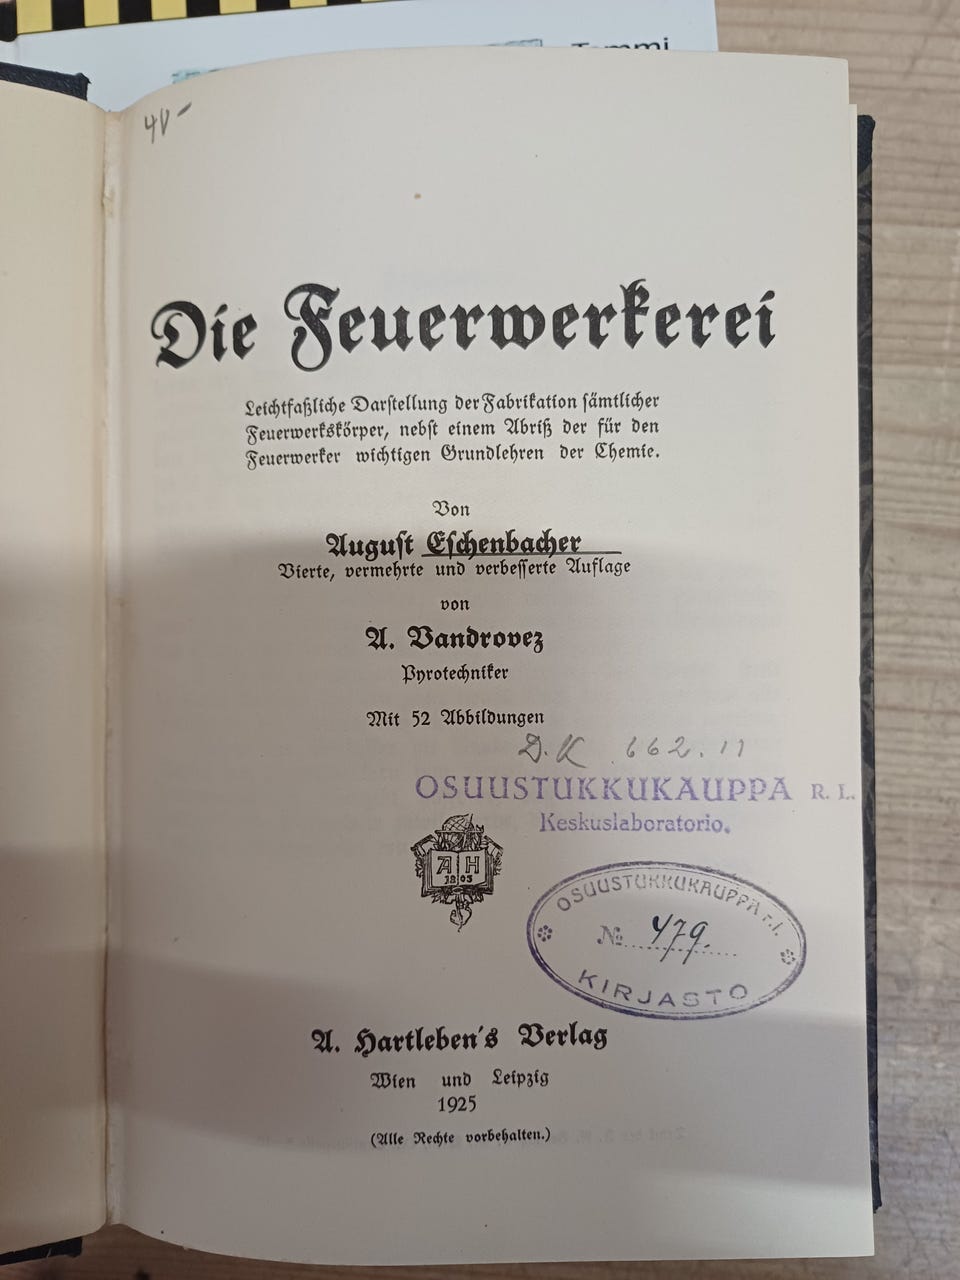 Tommi
40-
Die Feuerwerkerei
Leichtfaßliche Darſtellung der Fabrikation ſämtlicher
Feuerwerkskörper, nebſt einem Abriß der für den
Feuerwerker wichtigen Grundlehren der Chemie.
Von
Auguſt Eſchenbacher
Vierte, vermehrte und verbeſſerte Auflage
von
A. Vandrovez
Pyrotechniker
Mit 52 Abbildungen
D.K 662.11
OSUUSTUKKUKAUPPA R. L.
Keskuslaboratorio.
A H
1803
OSUUSTUKKUKAUPPA r.l.
№ 479.
KIRJASTO
A. Hartleben's Verlag
Wien und Leipzig
1925
(Alle Rechte vorbehalten.)